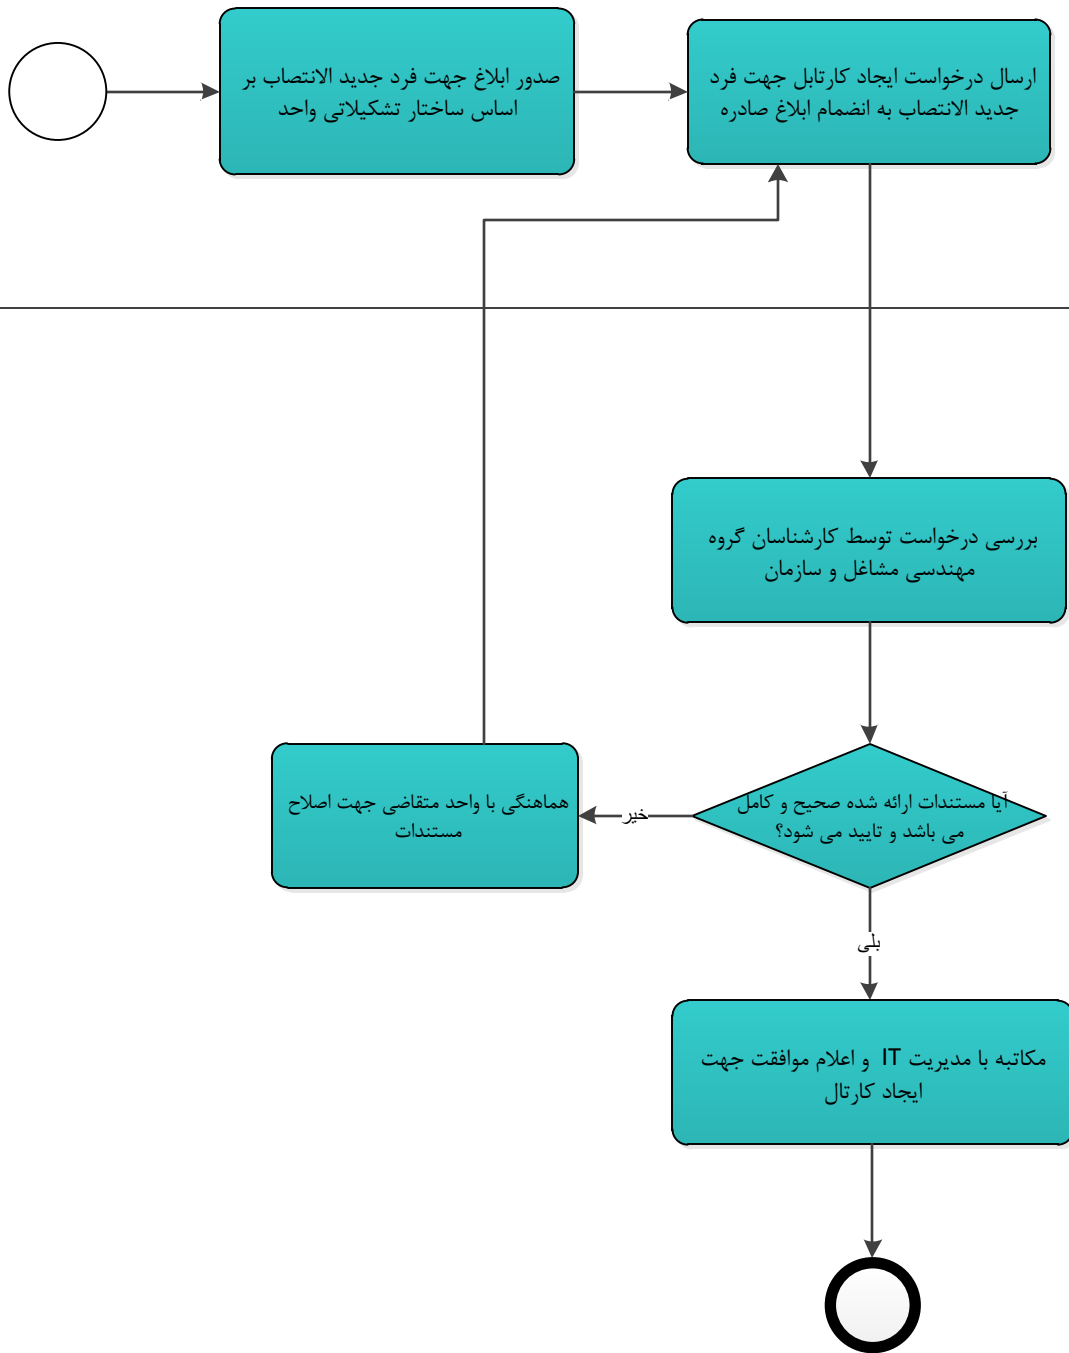 صدور ابلاغ جهت فرد جدید الانتصاب بر
اساس ساختار تشکیلاتی واحد
ارسال درخواست ایجاد کارتابل جهت فرد
جدید الانتصاب به انضمام ابلاغ صادره
بررسی درخواست توسط کارشناسان گروه
مهندسی مشاغل و سازمان
آیا مستندات ارائه شده صحیح و کامل
می باشد و تایید می شود؟
خیر
هماهنگی با واحد متقاضی جهت اصلاح
مستندات
بلی
مکاتبه با مدیریت IT و اعلام موافقت جهت
ایجاد کارتال